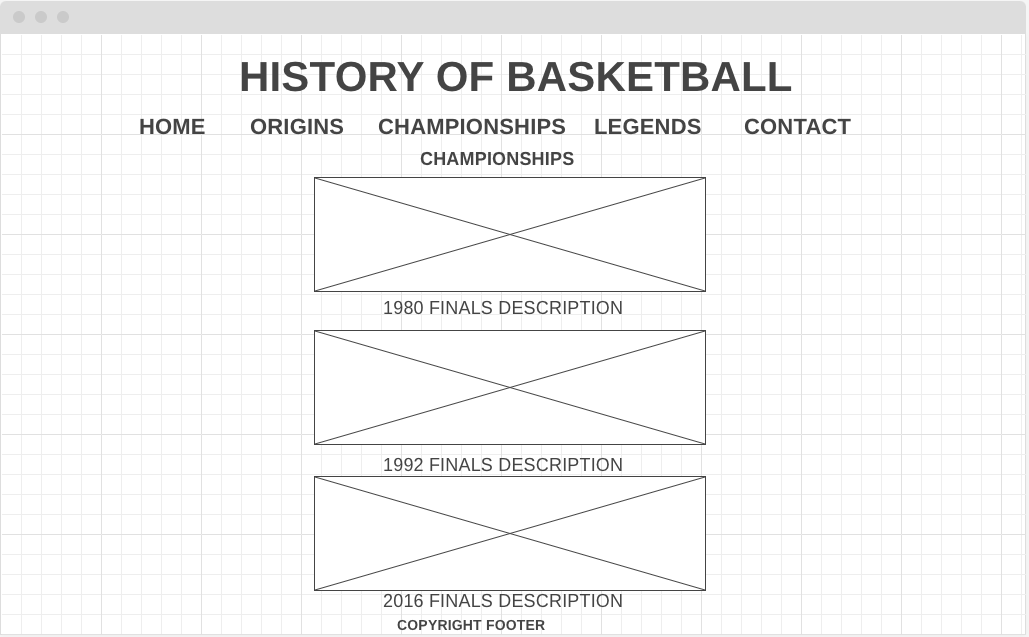 HISTORY OF BASKETBALL
HOME ORIGINS CHAMPIONSHIPS LEGENDS CONTACT
CHAMPIONSHIPS
1980 FINALS DESCRIPTION
1992 FINALS DESCRIPTION
2016 FINALS DESCRIPTION
COPYRIGHT FOOTER